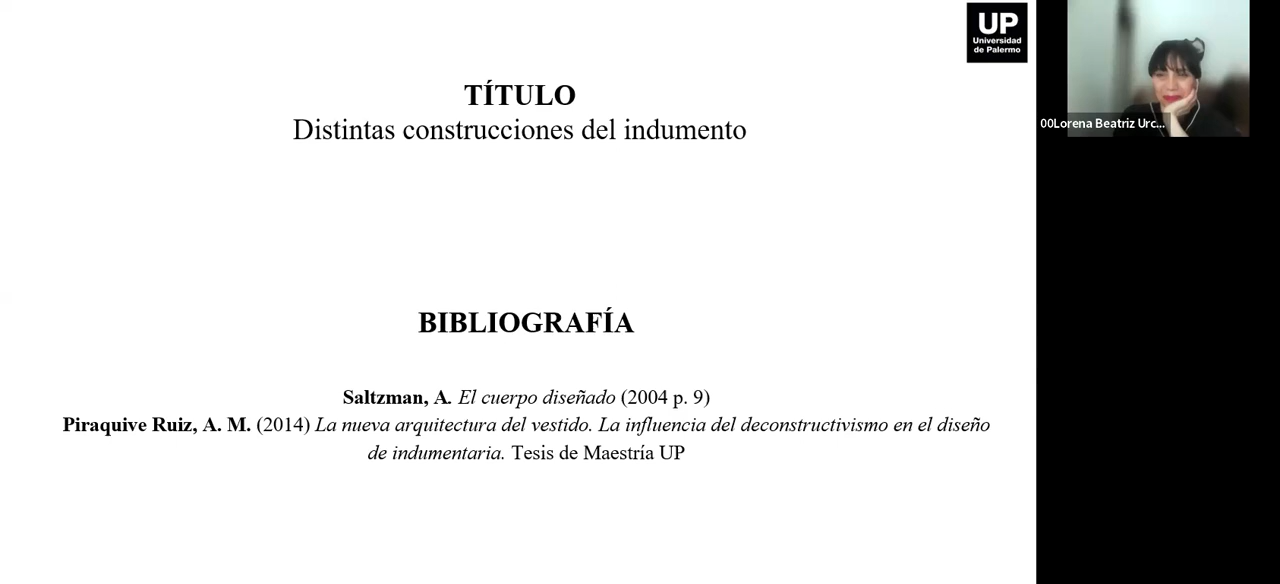 UP
Universidad
de Palermo
TÍTULO
Distintas construcciones del indumento
00Lorena Beatriz Urc...
BIBLIOGRAFÍA
Saltzman, A. El cuerpo diseñado (2004 p. 9)
Piraquive Ruiz, A. M. (2014) La nueva arquitectura del vestido. La influencia del deconstructivismo en el diseño
de indumentaria. Tesis de Maestría UP